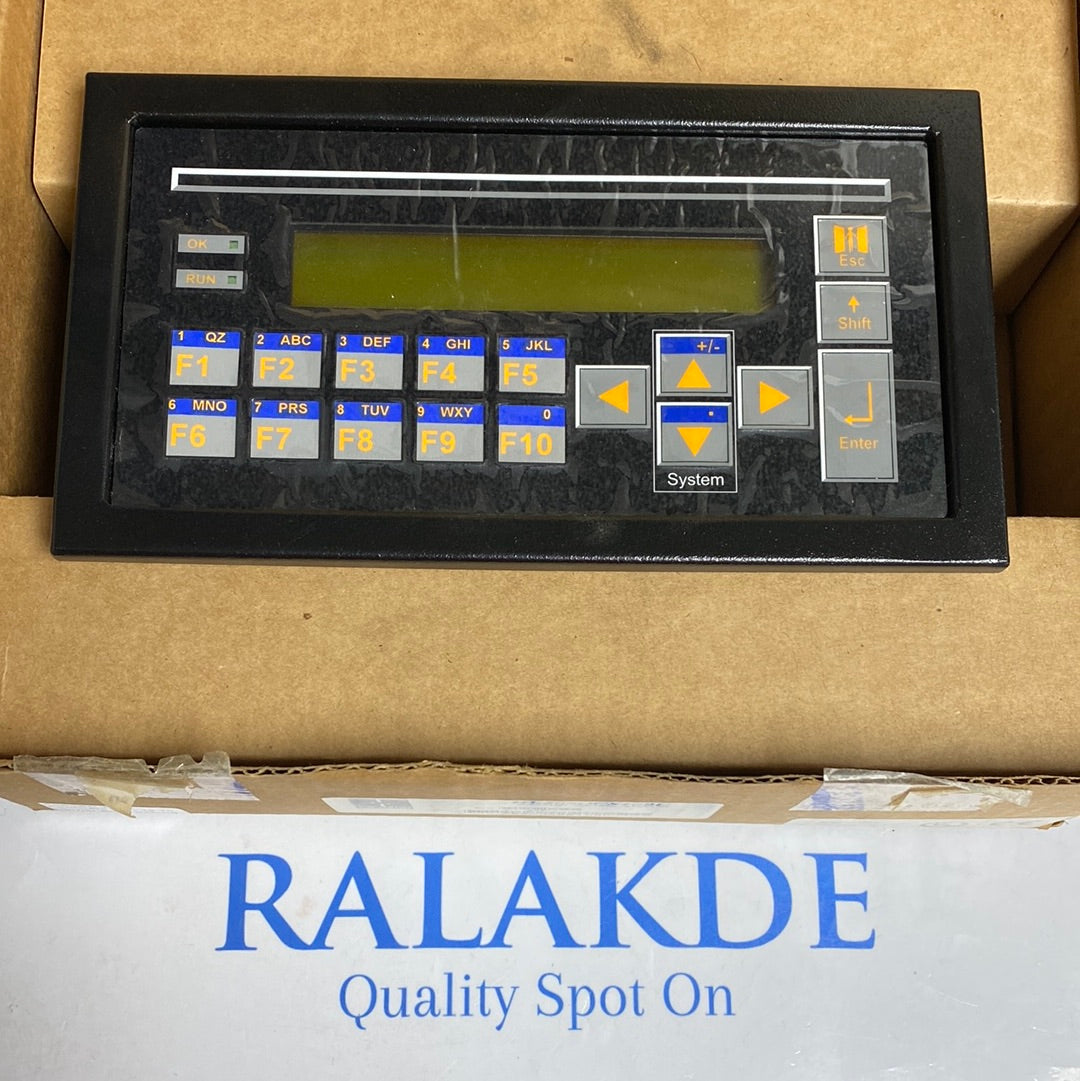 OK
RUN
Esc
Shift
Enter
1 QZ
F1
2 ABC
F2
3 DEF
F3
4 GHI
F4
5 JKL
F5
6 MNO
F6
7 PRS
F7
8 TUV
F8
9 WXY
F9
0
F10
+/-
System
RALAKDE
Quality Spot On